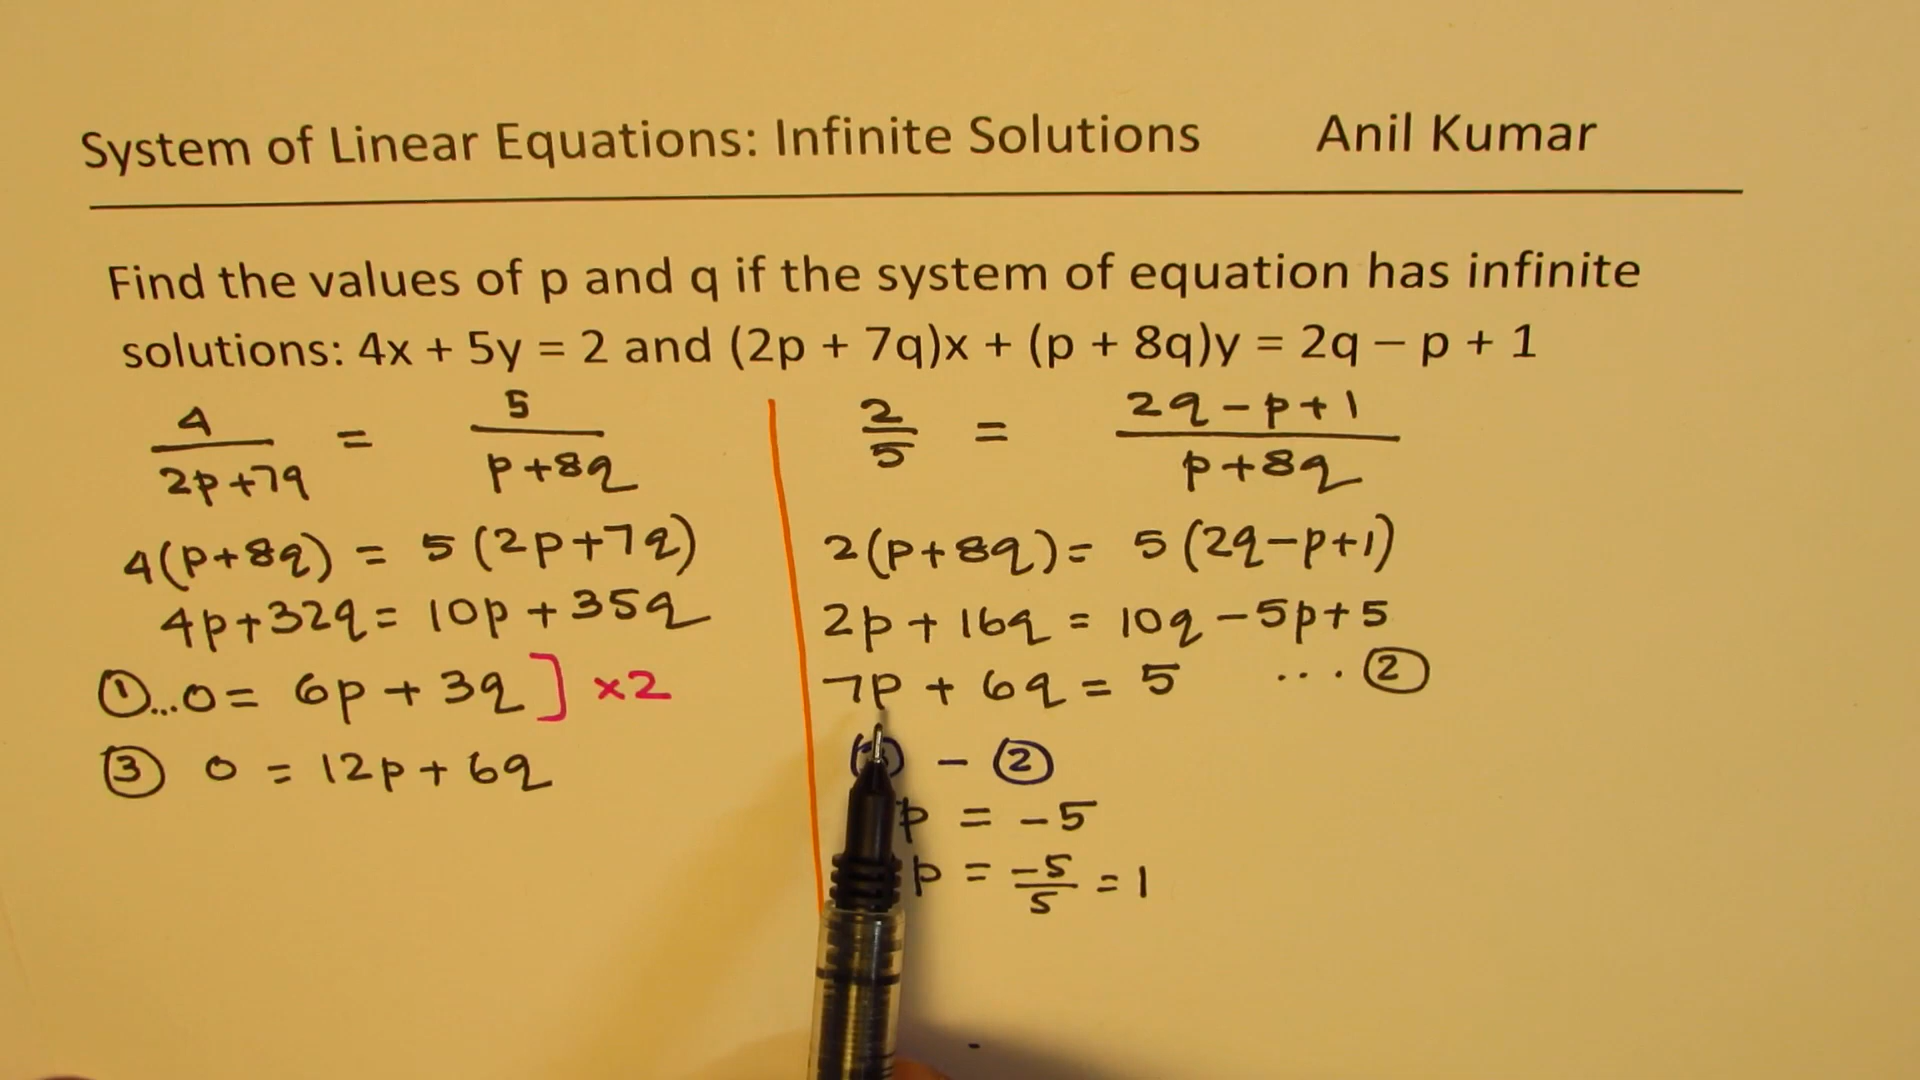 System of Linear Equations: Infinite Solutions Anil Kumar
Find the values of p and q if the system of equation has infinite
solutions: 4x + 5y = 2 and (2p + 7q)x + (p + 8q)y = 2q – p + 1
4/(2p+7q) = 5/(p+8q)
4(p+8q) = 5(2p+7q)
4p+32q = 10p+35q
① ... 0 = 6p + 3q ] ×2
③ 0 = 12p + 6q
2/5 = (2q-p+1)/(p+8q)
2(p+8q) = 5(2q-p+1)
2p + 16q = 10q -5p+5
7p + 6q = 5 ... ②
- ②
p = -5
p = -5/5 = 1